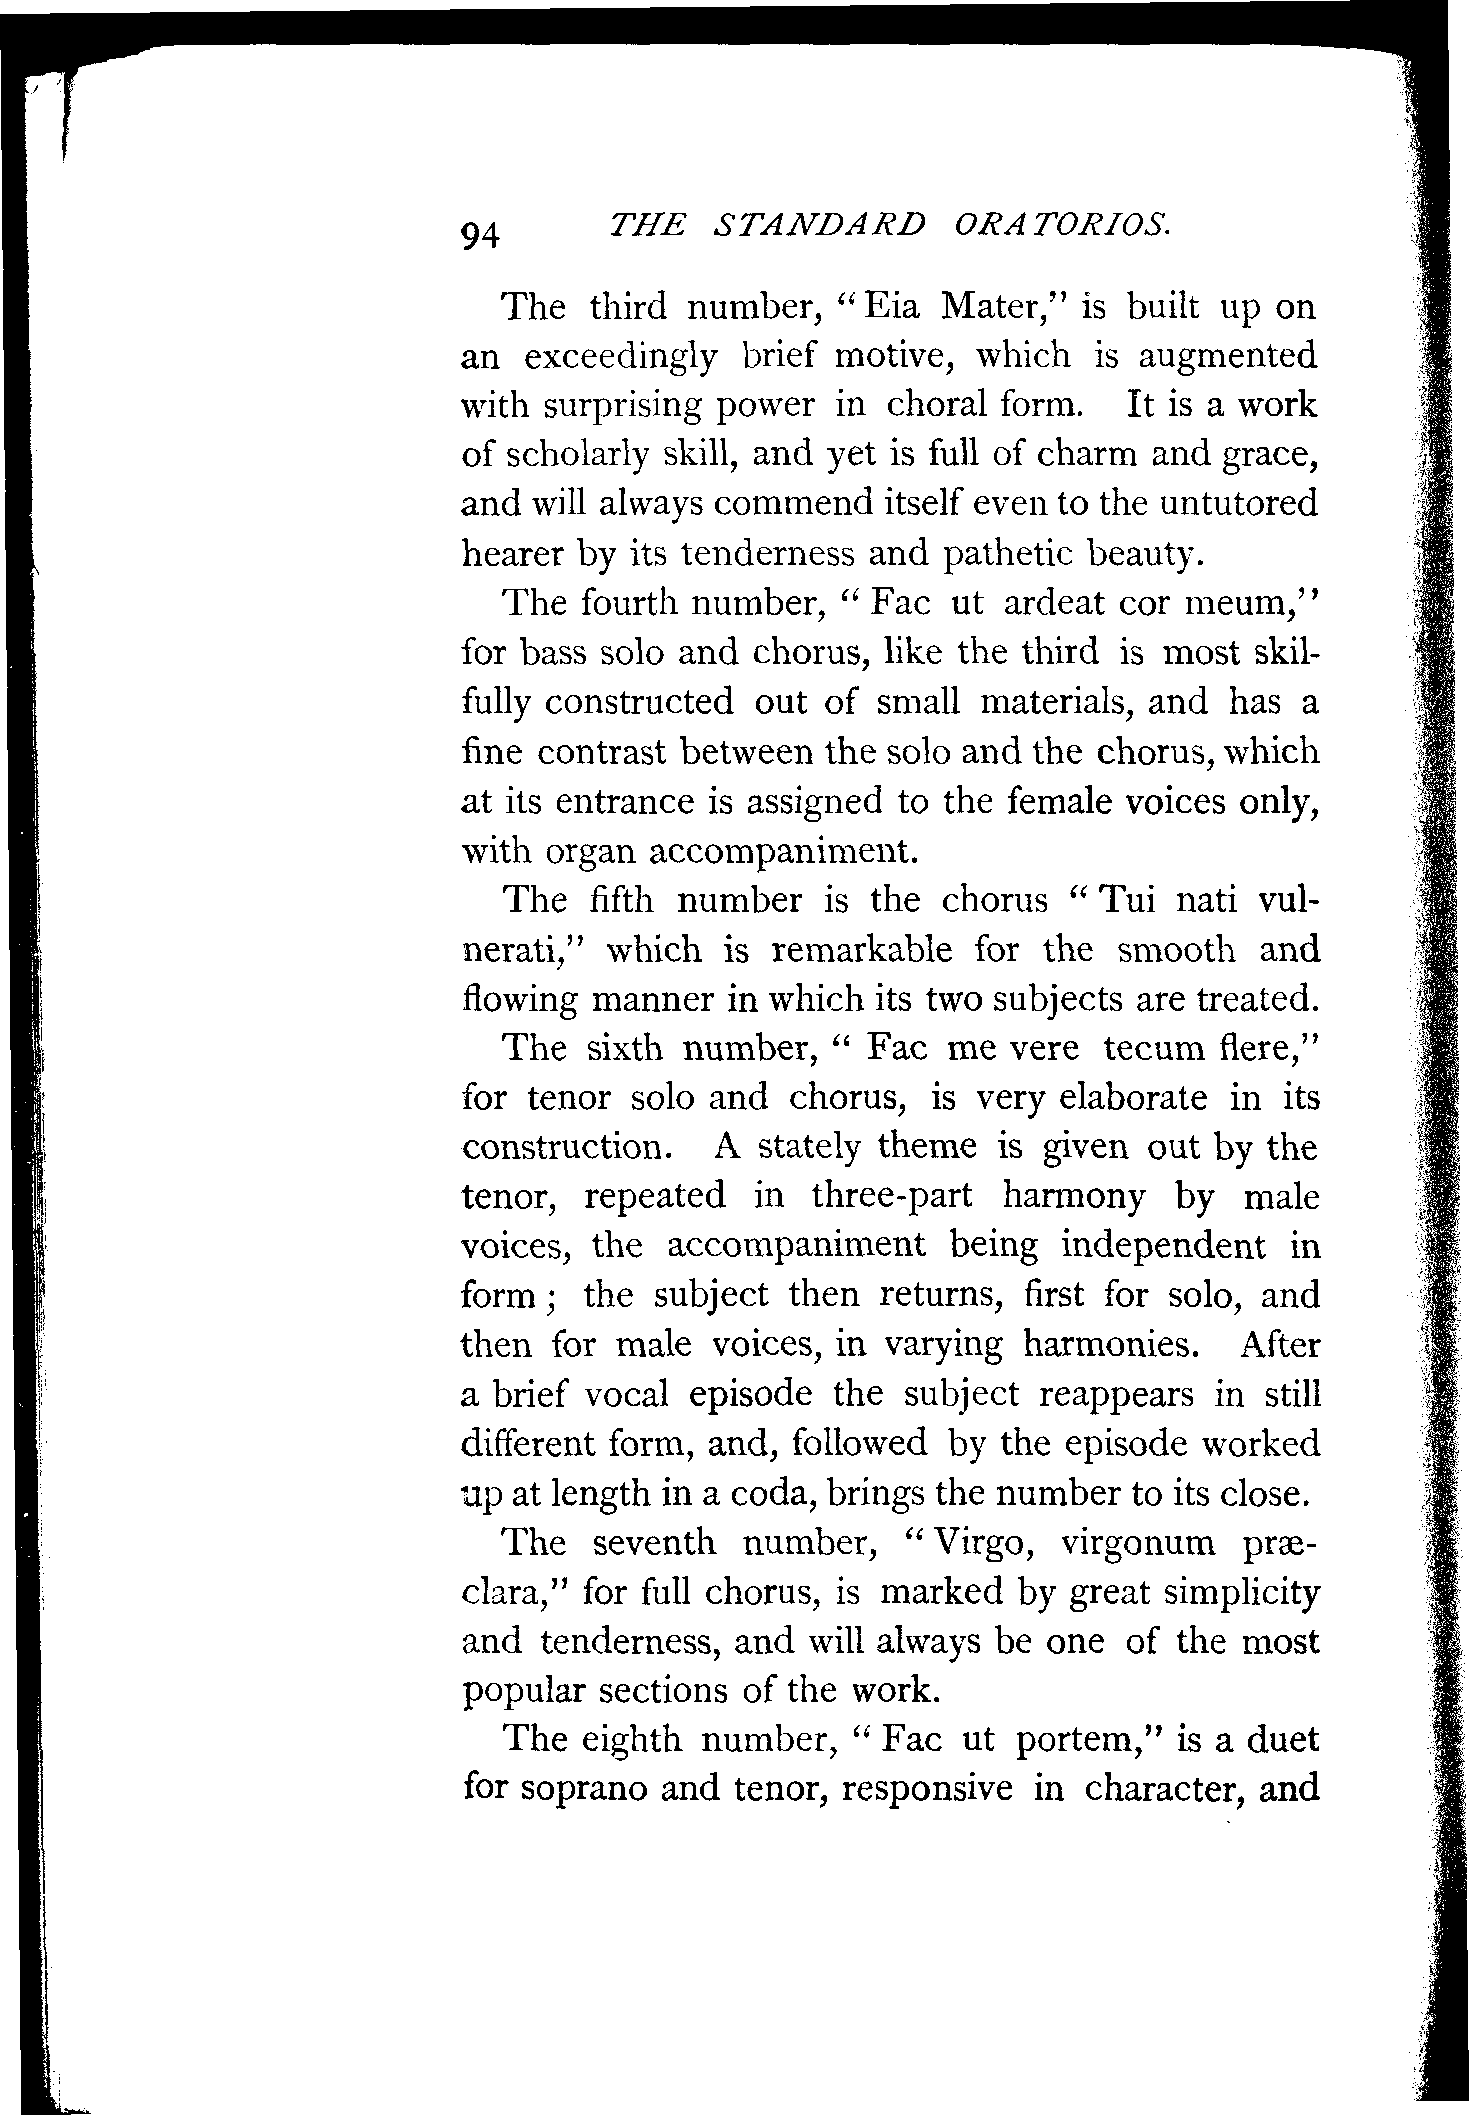 94 THE STANDARD ORATORIOS.
The third number, “Eia Mater,” is built up on
an exceedingly brief motive, which is augmented
with surprising power in choral form. It is a work
of scholarly skill, and yet is full of charm and grace,
and will always commend itself even to the untutored
hearer by its tenderness and pathetic beauty.
The fourth number, “Fac ut ardeat cor meum,”
for bass solo and chorus, like the third is most skil-
fully constructed out of small materials, and has a
fine contrast between the solo and the chorus, which
at its entrance is assigned to the female voices only,
with organ accompaniment.
The fifth number is the chorus “Tui nati vul-
nerati,” which is remarkable for the smooth and
flowing manner in which its two subjects are treated.
The sixth number, “Fac me vere tecum flere,”
for tenor solo and chorus, is very elaborate in its
construction. A stately theme is given out by the
tenor, repeated in three-part harmony by male
voices, the accompaniment being independent in
form; the subject then returns, first for solo, and
then for male voices, in varying harmonies. After
a brief vocal episode the subject reappears in still
different form, and, followed by the episode worked
up at length in a coda, brings the number to its close.
The seventh number, “Virgo, virgonum præ-
clara,” for full chorus, is marked by great simplicity
and tenderness, and will always be one of the most
popular sections of the work.
The eighth number, “Fac ut portem,” is a duet
for soprano and tenor, responsive in character, and